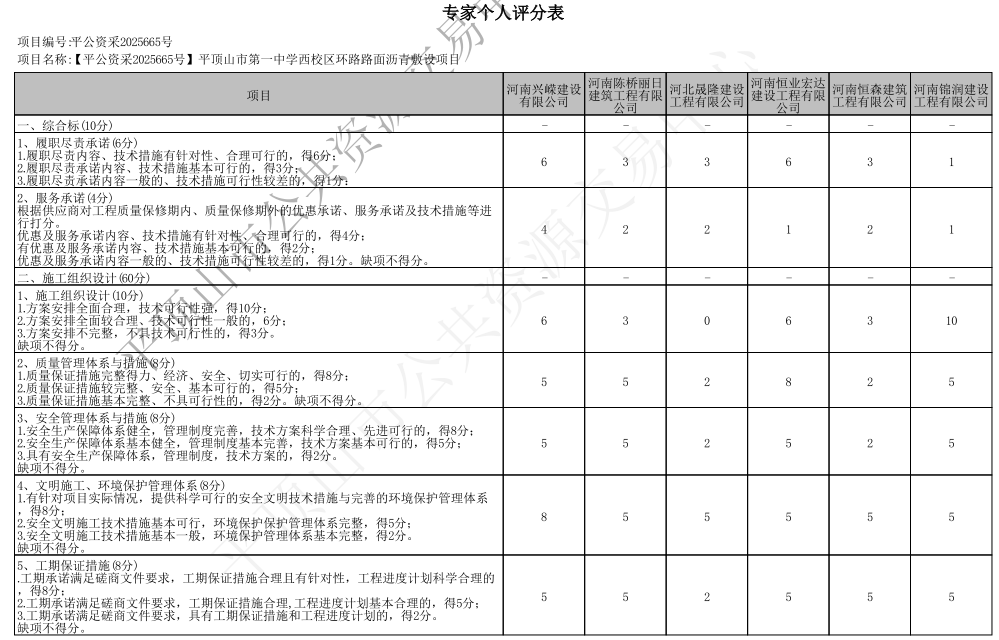 专家个人评分表
项目编号:平公资采2025665号
项目名称:【平公资采2025665号】平顶山市第一中学西校区环路路面沥青敷设项目
项目
河南兴嵘建设
有限公司
河南陈桥丽日
建筑工程有限
公司
河北晟隆建设
工程有限公司
河南恒业宏达
建设工程有限
公司
河南恒森建筑
工程有限公司
河南锦润建设
工程有限公司
一、综合标(10分) - - - - - -
1、履职尽责承诺(6分)
1.履职尽责内容、技术措施有针对性、合理可行的，得6分；
2.履职尽责承诺内容、技术措施基本可行的，得3分；
3.履职尽责承诺内容一般的、技术措施可行性较差的，得1分；
6 3 3 6 3 1
2、服务承诺(4分)
根据供应商对工程质量保修期内、质量保修期外的优惠承诺、服务承诺及技术措施等进
行打分。
优惠及服务承诺内容、技术措施有针对性、合理可行的，得4分；
有优惠及服务承诺内容、技术措施基本可行的，得2分；
优惠及服务承诺内容一般的、技术措施可行性较差的，得1分。缺项不得分。
4 2 2 1 2 1
二、施工组织设计(60分) - - - - - -
1、施工组织设计(10分)
1.方案安排全面合理，技术可行性强，得10分；
2.方案安排全面较合理、技术可行性一般的，6分；
3.方案安排不完整，不具技术可行性的，得3分。
缺项不得分。
6 3 0 6 3 10
2、质量管理体系与措施(8分)
1.质量保证措施完整得力、经济、安全、切实可行的，得8分；
2.质量保证措施较完整、安全、基本可行的，得5分；
3.质量保证措施基本完整、不具可行性的，得2分。缺项不得分。
5 5 2 8 2 5
3、安全管理体系与措施(8分)
1.安全生产保障体系健全，管理制度完善，技术方案科学合理、先进可行的，得8分；
2.安全生产保障体系基本健全，管理制度基本完善，技术方案基本可行的，得5分；
3.具有安全生产保障体系，管理制度，技术方案的，得2分。
缺项不得分。
5 5 2 5 2 5
4、文明施工、环境保护管理体系(8分)
1.有针对项目实际情况，提供科学可行的安全文明技术措施与完善的环境保护管理体系
，得8分；
2.安全文明施工技术措施基本可行，环境保护保护管理体系完整，得5分；
3.安全文明施工技术措施基本一般，环境保护管理体系基本完整，得2分。
缺项不得分。
8 5 5 5 5 5
5、工期保证措施(8分)
.工期承诺满足磋商文件要求，工期保证措施合理且有针对性，工程进度计划科学合理的
，得8分；
2.工期承诺满足磋商文件要求，工期保证措施合理,工程进度计划基本合理的，得5分；
3.工期承诺满足磋商文件要求，具有工期保证措施和工程进度计划的，得2分。
缺项不得分。
5 5 2 5 5 5
平顶山市公共资源交易中心
平顶山市公共资源交易中心